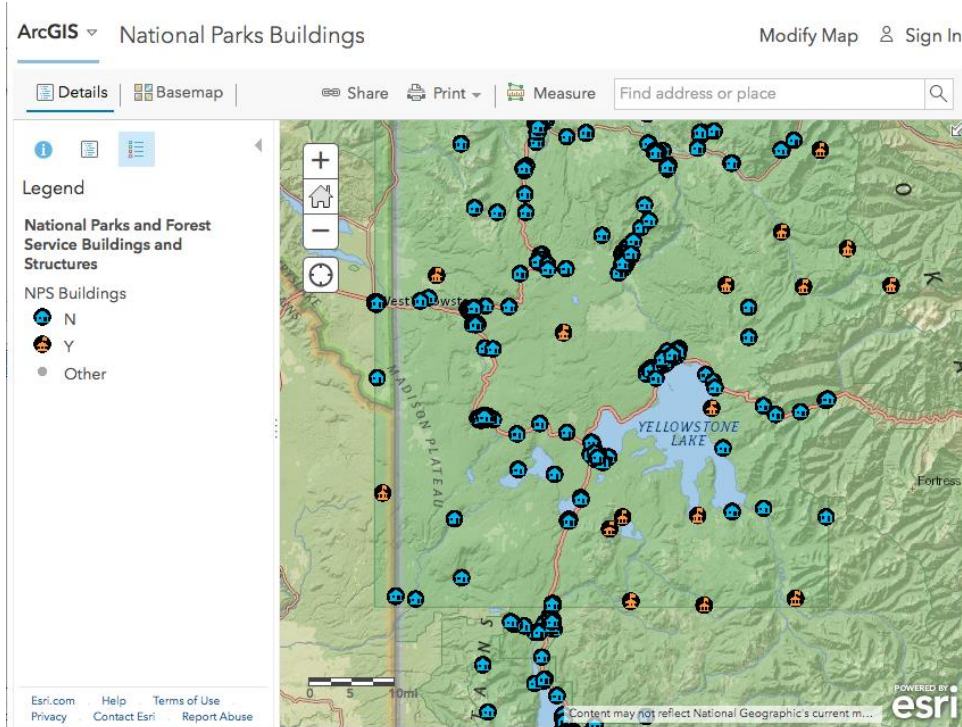 ArcGIS National Parks Buildings Modify Map Sign In
Details Basemap Share Print Measure Find address or place
Legend
National Parks and Forest
Service Buildings and
Structures
NPS Buildings
N
Y
Other
Esri.com Help Terms of Use
Privacy Contact Esri Report Abuse
O
K
MADISON PLATEAU
YELLOWSTONE
LAKE
Fortress
0 5 10mi
Content may not reflect National Geographic's current m...
POWERED BY
esri